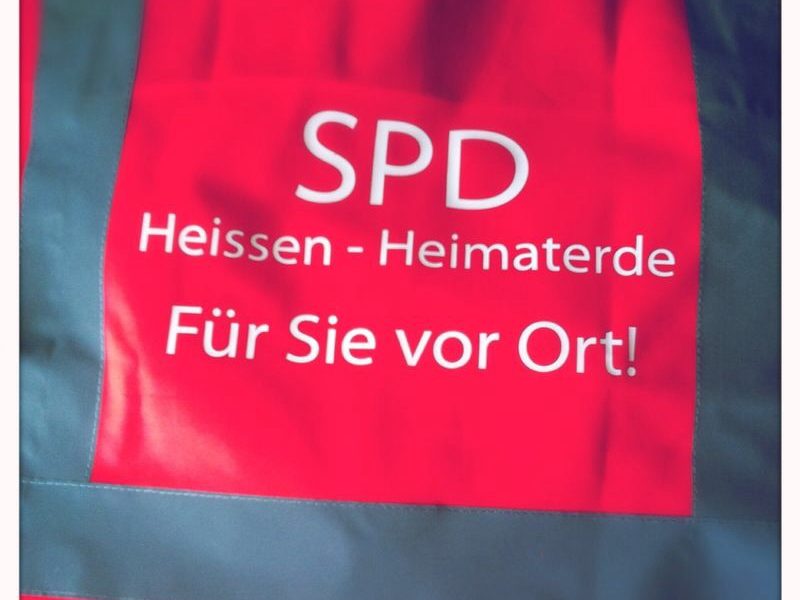 SPD
Heissen - Heimaterde
Für Sie vor Ort!